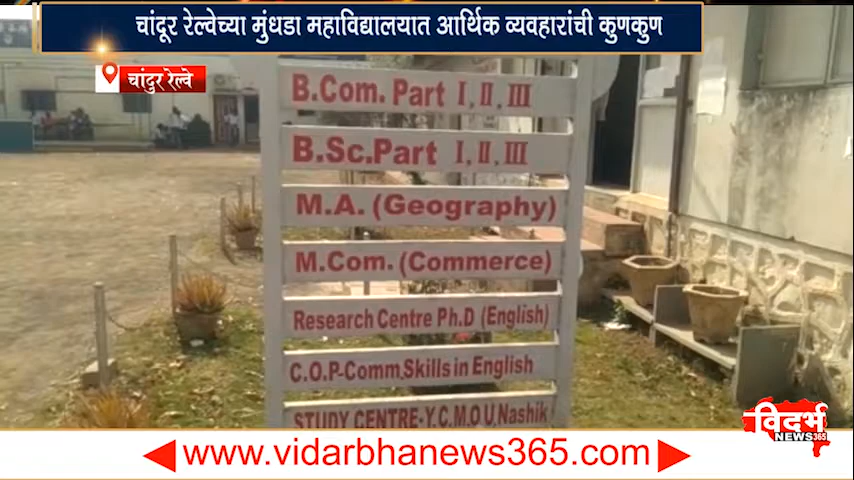 चांदूर रेल्वेच्या मुंधडा महाविद्यालयात आर्थिक व्यवहारांची कुणकुण
चांदुर रेल्वे
B.Com. Part I, II, III
B.Sc.Part I, II, III
M.A. (Geography)
M.Com. (Commerce)
Research Centre Ph.D (English)
C.O.P-Comm,Skills in English
STUDY CENTRE-Y.C.M.O.U,Nashik
विदर्भ
NEWS365
www.vidarbhanews365.com